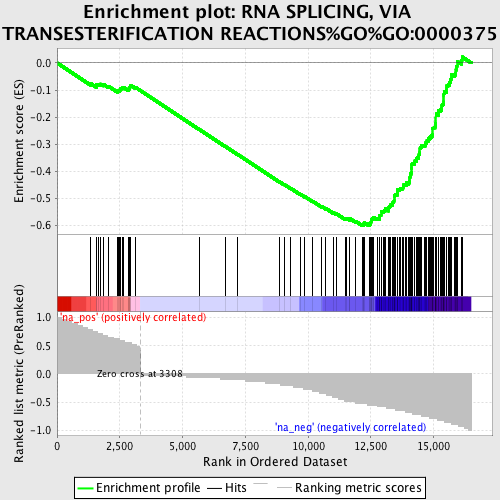 Enrichment plot: RNA SPLICING, VIA
TRANSESTERIFICATION REACTIONS%GO%GO:0000375
Enrichment score (ES)
0.0
-0.1
-0.2
-0.3
-0.4
-0.5
-0.6
Ranked list metric (PreRanked)
1.0
0.5
0.0
-0.5
-1.0
'na_pos' (positively correlated)
Zero cross at 3308
'na_neg' (negatively correlated)
0 2,500 5,000 7,500 10,000 12,500 15,000
Rank in Ordered Dataset
Enrichment profile Hits Ranking metric scores